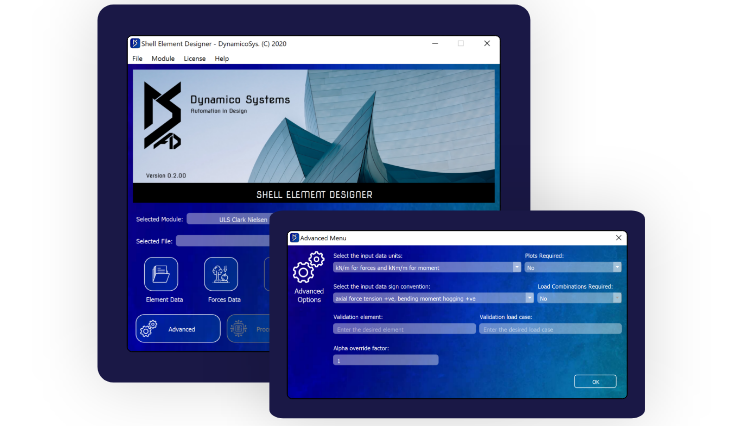 Shell Element Designer - DynamicoSys. (C) 2020
File Module License Help
Dynamico Systems
Automation in Design
Version 0.2.00
SHELL ELEMENT DESIGNER
Selected Module: ULS Clark Nielsen
Selected File:
Element Data
Forces Data
Advanced
Advanced Menu
Advanced Options
Select the input data units:
kN/m for forces and kNm/m for moment
Plots Required:
No
Select the input data sign convention:
axial force tension +ve, bending moment hogging +ve
Load Combinations Required:
No
Validation element:
Enter the desired element
Validation load case:
Enter the desired load case
Alpha override factor:
1
OK